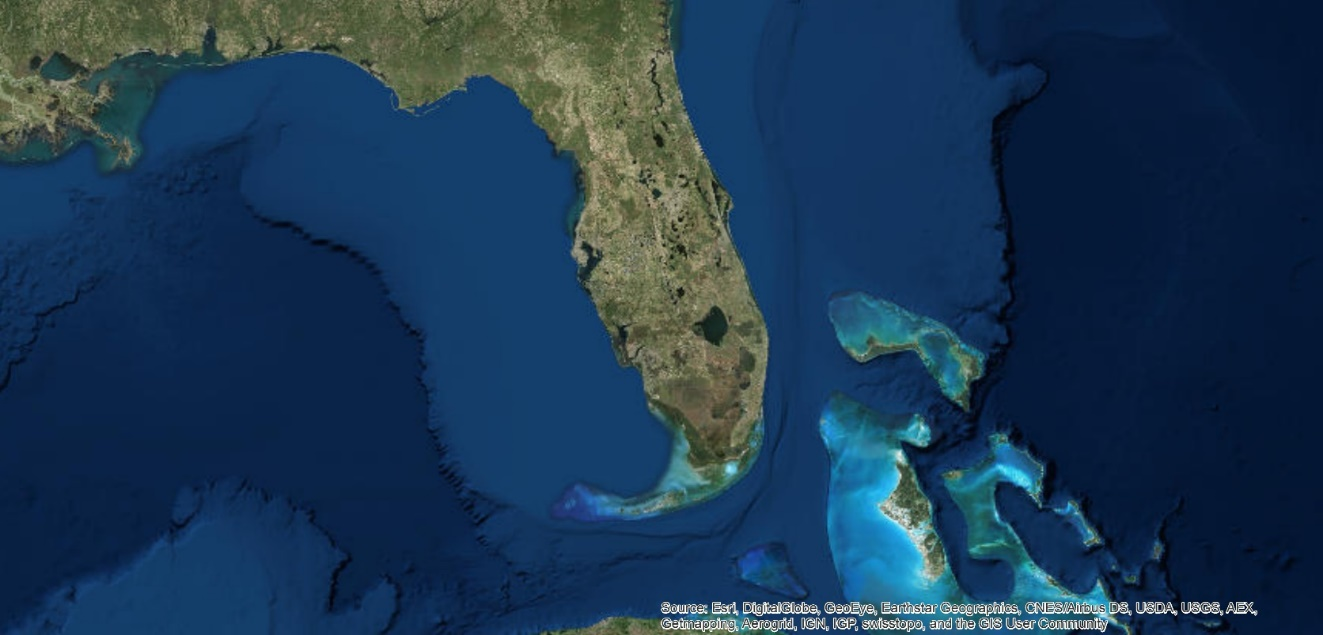 Source: Esri, DigitalGlobe, GeoEye, Earthstar Geographics, CNES/Airbus DS, USDA, USGS, AEX,
Getmapping, Aerogrid, IGN, IGP, swisstopo, and the GIS User Community